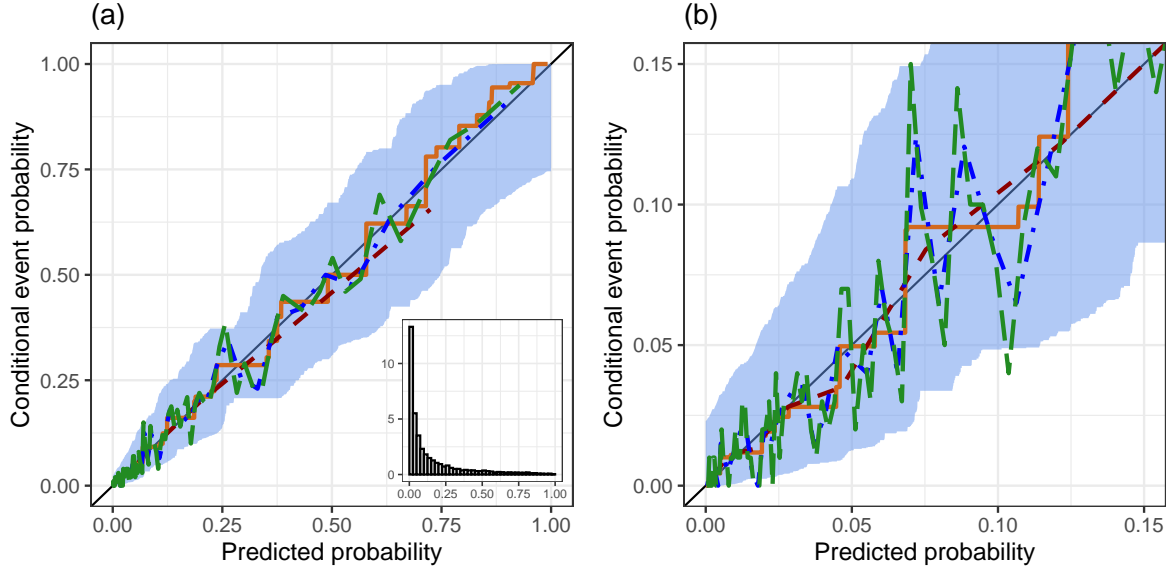 (a)
Conditional event probability
1.00
0.75
0.50
0.25
0.00
0.00 0.25 0.50 0.75 1.00
Predicted probability
10
5
0
0.00 0.25 0.50 0.75 1.00
(b)
Conditional event probability
0.15
0.10
0.05
0.00
0.00 0.05 0.10 0.15
Predicted probability